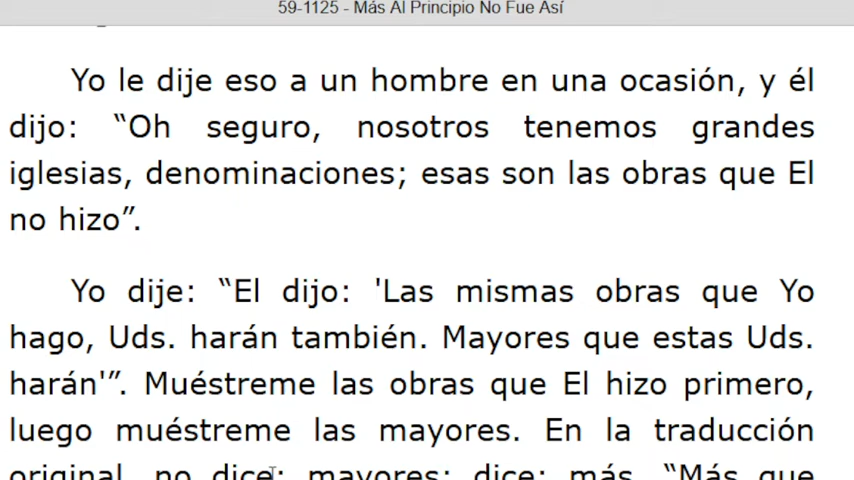 59-1125 - Más Al Principio No Fue Así
Yo le dije eso a un hombre en una ocasión, y él
dijo: “Oh seguro, nosotros tenemos grandes
iglesias, denominaciones; esas son las obras que El
no hizo”.
Yo dije: “El dijo: 'Las mismas obras que Yo
hago, Uds. harán también. Mayores que estas Uds.
harán'”. Muéstreme las obras que El hizo primero,
luego muéstreme las mayores. En la traducción
original, no dice: mayores; dice: más. “Más que